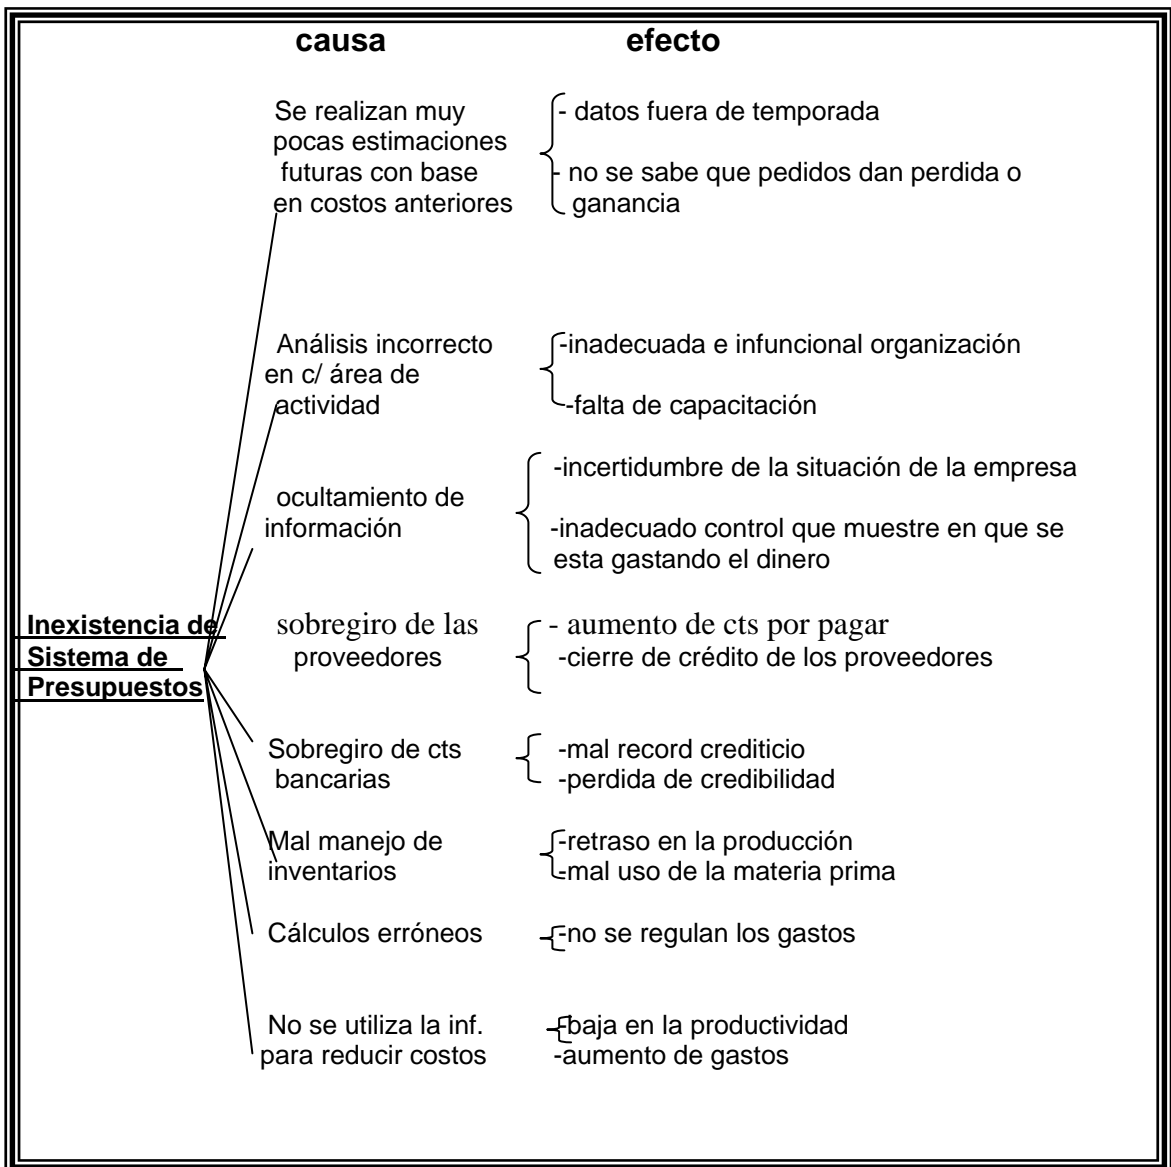 causa efecto
Se realizan muy
pocas estimaciones
futuras con base
en costos anteriores
- datos fuera de temporada
- no se sabe que pedidos dan perdida o
ganancia
Análisis incorrecto
en c/ área de
actividad
-inadecuada e infuncional organización
-falta de capacitación
ocultamiento de
información
-incertidumbre de la situación de la empresa
-inadecuado control que muestre en que se
esta gastando el dinero
Inexistencia de
Sistema de
Presupuestos
sobregiro de las
proveedores
- aumento de cts por pagar
-cierre de crédito de los proveedores
Sobregiro de cts
bancarias
-mal record crediticio
-perdida de credibilidad
Mal manejo de
inventarios
-retraso en la producción
-mal uso de la materia prima
Cálculos erróneos
-no se regulan los gastos
No se utiliza la inf.
para reducir costos
-baja en la productividad
-aumento de gastos